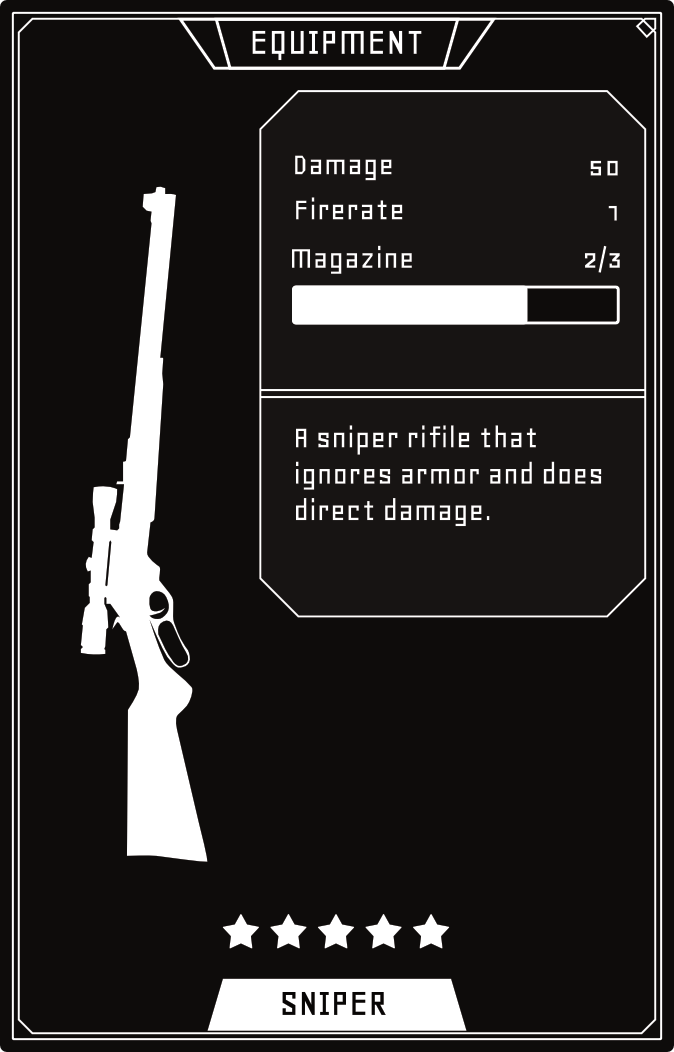 EQUIPMENT
Damage 50
Firerate 1
Magazine 2/3
A sniper rifile that
ignores armor and does
direct damage.
SNIPER